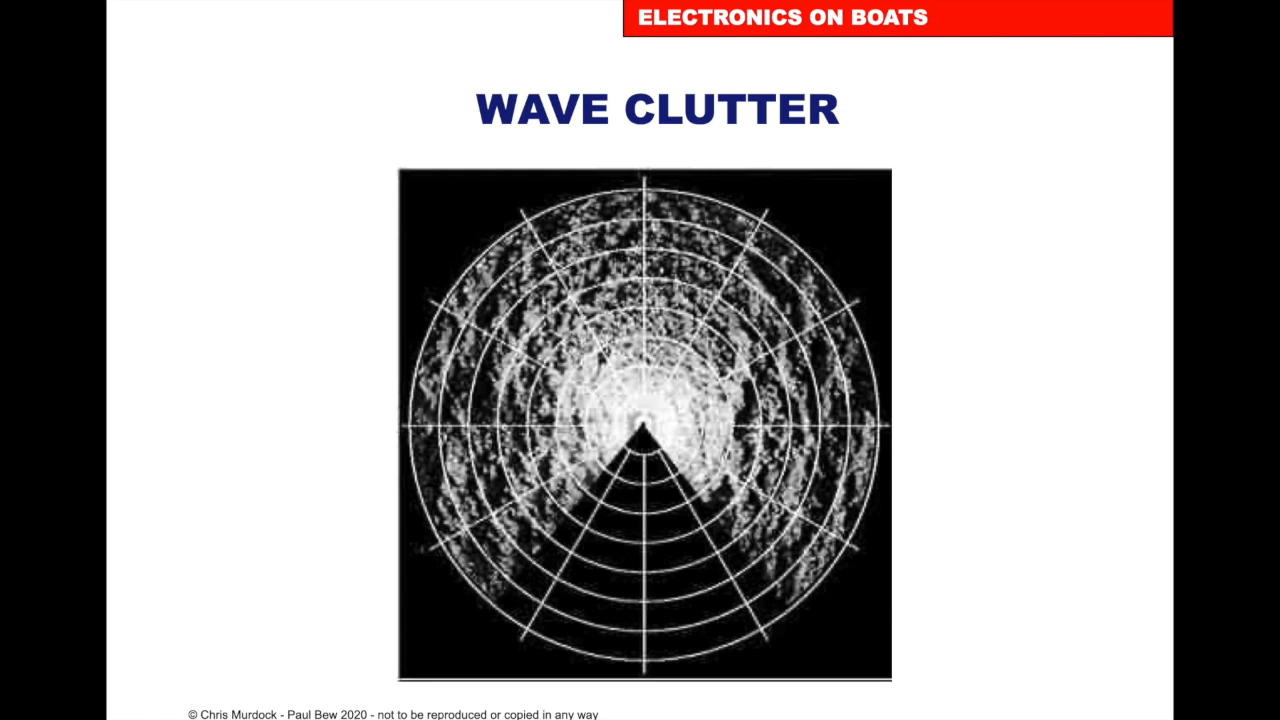 ELECTRONICS ON BOATS
WAVE CLUTTER
© Chris Murdock - Paul Bew 2020 - not to be reproduced or copied in any way